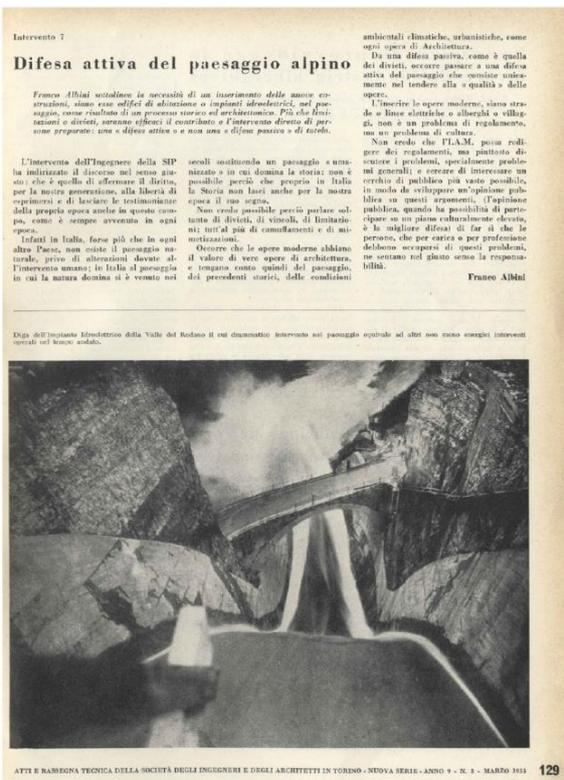 Intervento 7
Difesa attiva del paesaggio alpino
Franco Albini sottolinea la necessità di un inserimento delle nuove co-
struzioni, siano esse edifici di abitazione o impianti idroelettrici, nel pae-
saggio, come risultato di un processo storico ed architettonico. Più che limi-
tazioni o divieti, saranno efficaci il contributo e l'intervento diretto di per-
sone preparate: una « difesa attiva » e non una « difesa passiva » di tutela.
L'intervento dell'Ingegnere della SIP
ha indirizzato il discorso nel senso giu-
sto: che è quello di affermare il diritto,
per la nostra generazione, alla libertà di
esprimersi e di lasciare le testimonianze
della propria epoca anche in questo cam-
po, come è sempre avvenuto in ogni
epoca.
Infatti in Italia, forse più che in ogni
altro Paese, non esiste il paesaggio na-
turale, privo di alterazioni dovute al-
l'intervento umano; in Italia al paesaggio
in cui la natura domina si è venuto nei
secoli sostituendo un paesaggio « uma-
nizzato » in cui domina la storia: non è
possibile perciò che proprio in Italia
la Storia non lasci anche per la nostra
epoca il suo segno.
Non credo possibile perciò parlare sol-
tanto di divieti, di vincoli, di limitazio-
ni; tutt'al più di camuffamenti e di mi-
metizzazioni.
Occorre che le opere moderne abbiano
il valore di vere opere di architettura,
e tengano conto quindi del paesaggio,
dei precedenti storici, delle condizioni
ambientali climatiche, urbanistiche, come
ogni opera di Architettura.
Da una difesa passiva, come è quella
dei divieti, occorre passare a una difesa
attiva del paesaggio che consiste unica-
mente nel tendere alla « qualità » delle
opere.
L'inserire le opere moderne, siano stra-
de o linee elettriche o alberghi o villag-
gi, non è un problema di regolamento,
ma un problema di cultura.
Non credo che l'I.A.M. possa redi-
gere dei regolamenti, ma piuttosto di-
scutere i problemi, specialmente proble-
mi generali; e cercare di interessare un
cerchio di pubblico più vasto possibile,
in modo da sviluppare un'opinione pub-
blica su questi argomenti, (l'opinione
pubblica, quando ha possibilità di parte-
cipare su un piano culturalmente elevato,
è la migliore difesa) di far sì che le
persone, che per carica o per professione
debbono occuparsi di questi problemi,
ne sentano nel giusto senso la responsa-
bilità.
Franco Albini
Diga dell'Impianto Idroelettrico della Valle del Rodano il cui drammatico intervento nel paesaggio equivale ad altri non meno energici interventi
operati nel tempo andato.
ATTI E RASSEGNA TECNICA DELLA SOCIETÀ DEGLI INGEGNERI E DEGLI ARCHITETTI IN TORINO - NUOVA SERIE - ANNO 9 - N. 3 - MARZO 1955 129